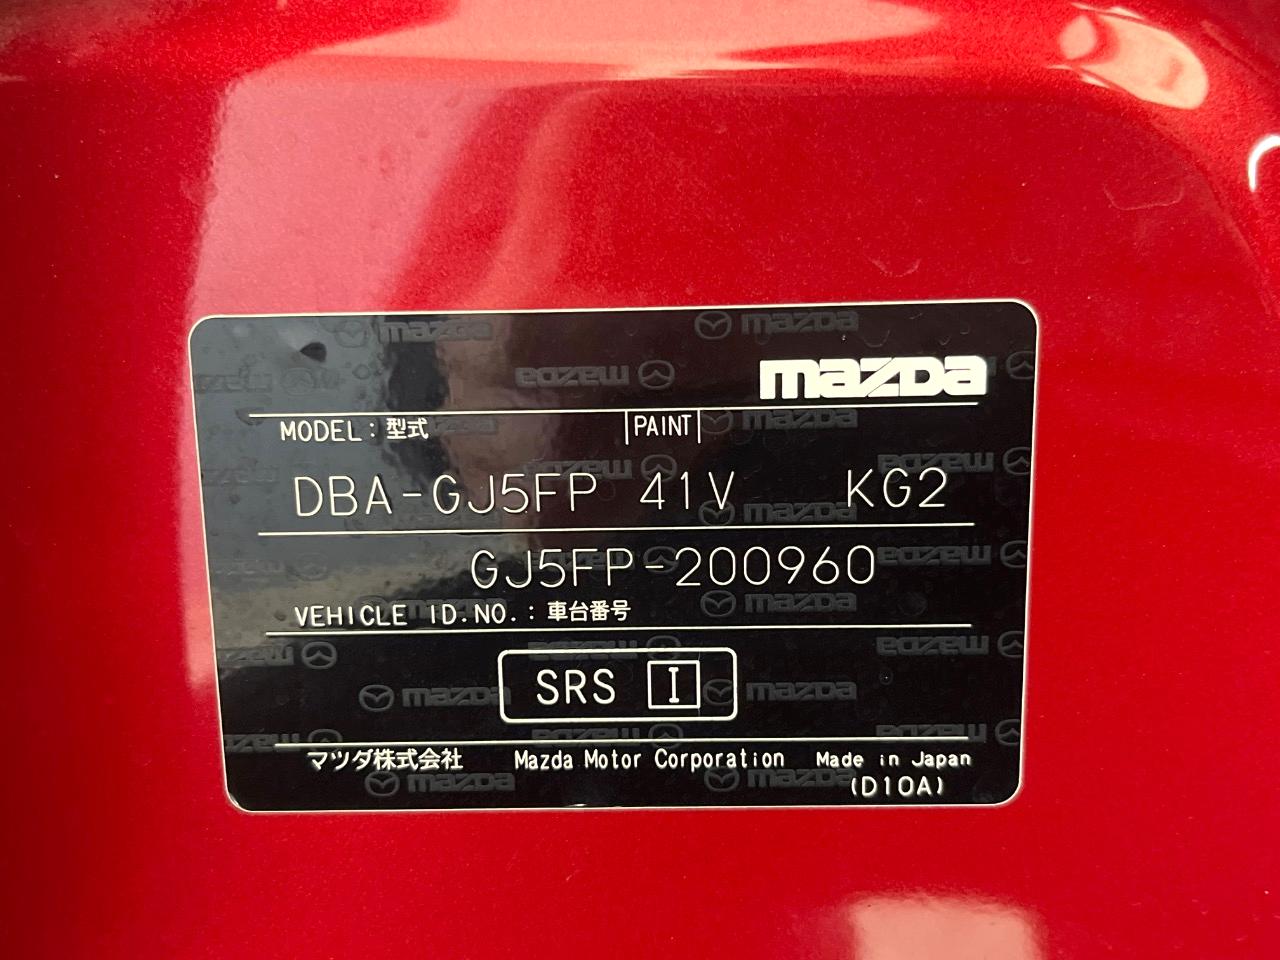 mazda
MODEL : 型式 PAINT
DBA-GJ5FP 41V KG2
GJ5FP-200960
VEHICLE ID.NO. : 車台番号
SRS I
マツダ株式会社 Mazda Motor Corporation Made in Japan
(D10A)